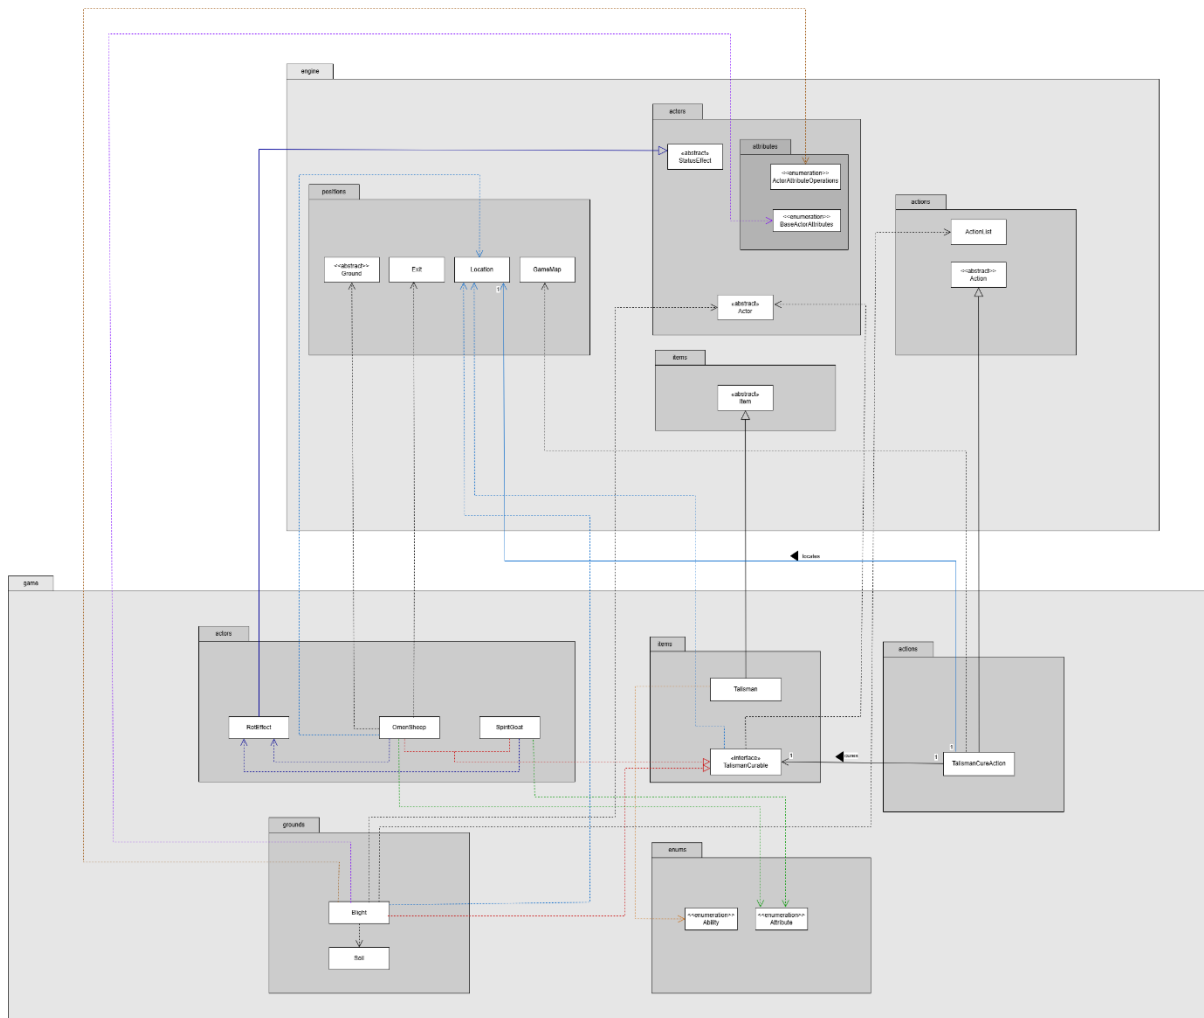 engine
actors
«abstract»
StatusEffect
attributes
<<enumeration>>
ActorAttributeOperations
<<enumeration>>
BaseActorAttributes
positions
<<abstract>>
Ground
Exit
Location
GameMap
1
«abstract»
Actor
actions
ActionList
<<abstract>>
Action
items
«abstract»
Item
locates
game
actors
RotEffect
OmenSheep
SpiritGoat
items
Talisman
«interface»
TalismanCurable
1
1
1
actions
TalismanCureAction
grounds
Blight
Soil
enums
<<enumeration>>
Ability
<<enumeration>>
Attribute